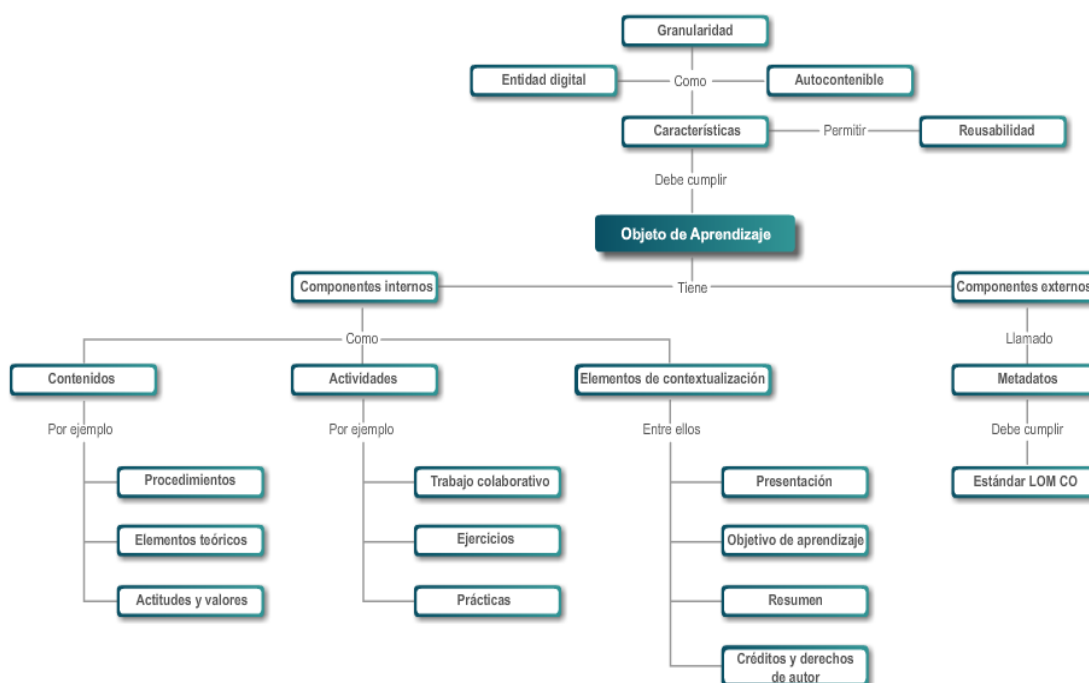 Granularidad
Entidad digital
Como
Autocontenible
Características
Permitir
Reusabilidad
Debe cumplir
Objeto de Aprendizaje
Componentes internos
Tiene
Componentes externos
Como
Llamado
Contenidos
Actividades
Elementos de contextualización
Metadatos
Por ejemplo
Por ejemplo
Entre ellos
Debe cumplir
Procedimientos
Trabajo colaborativo
Presentación
Estándar LOM CO
Elementos teóricos
Ejercicios
Objetivo de aprendizaje
Actitudes y valores
Prácticas
Resumen
Créditos y derechos
de autor